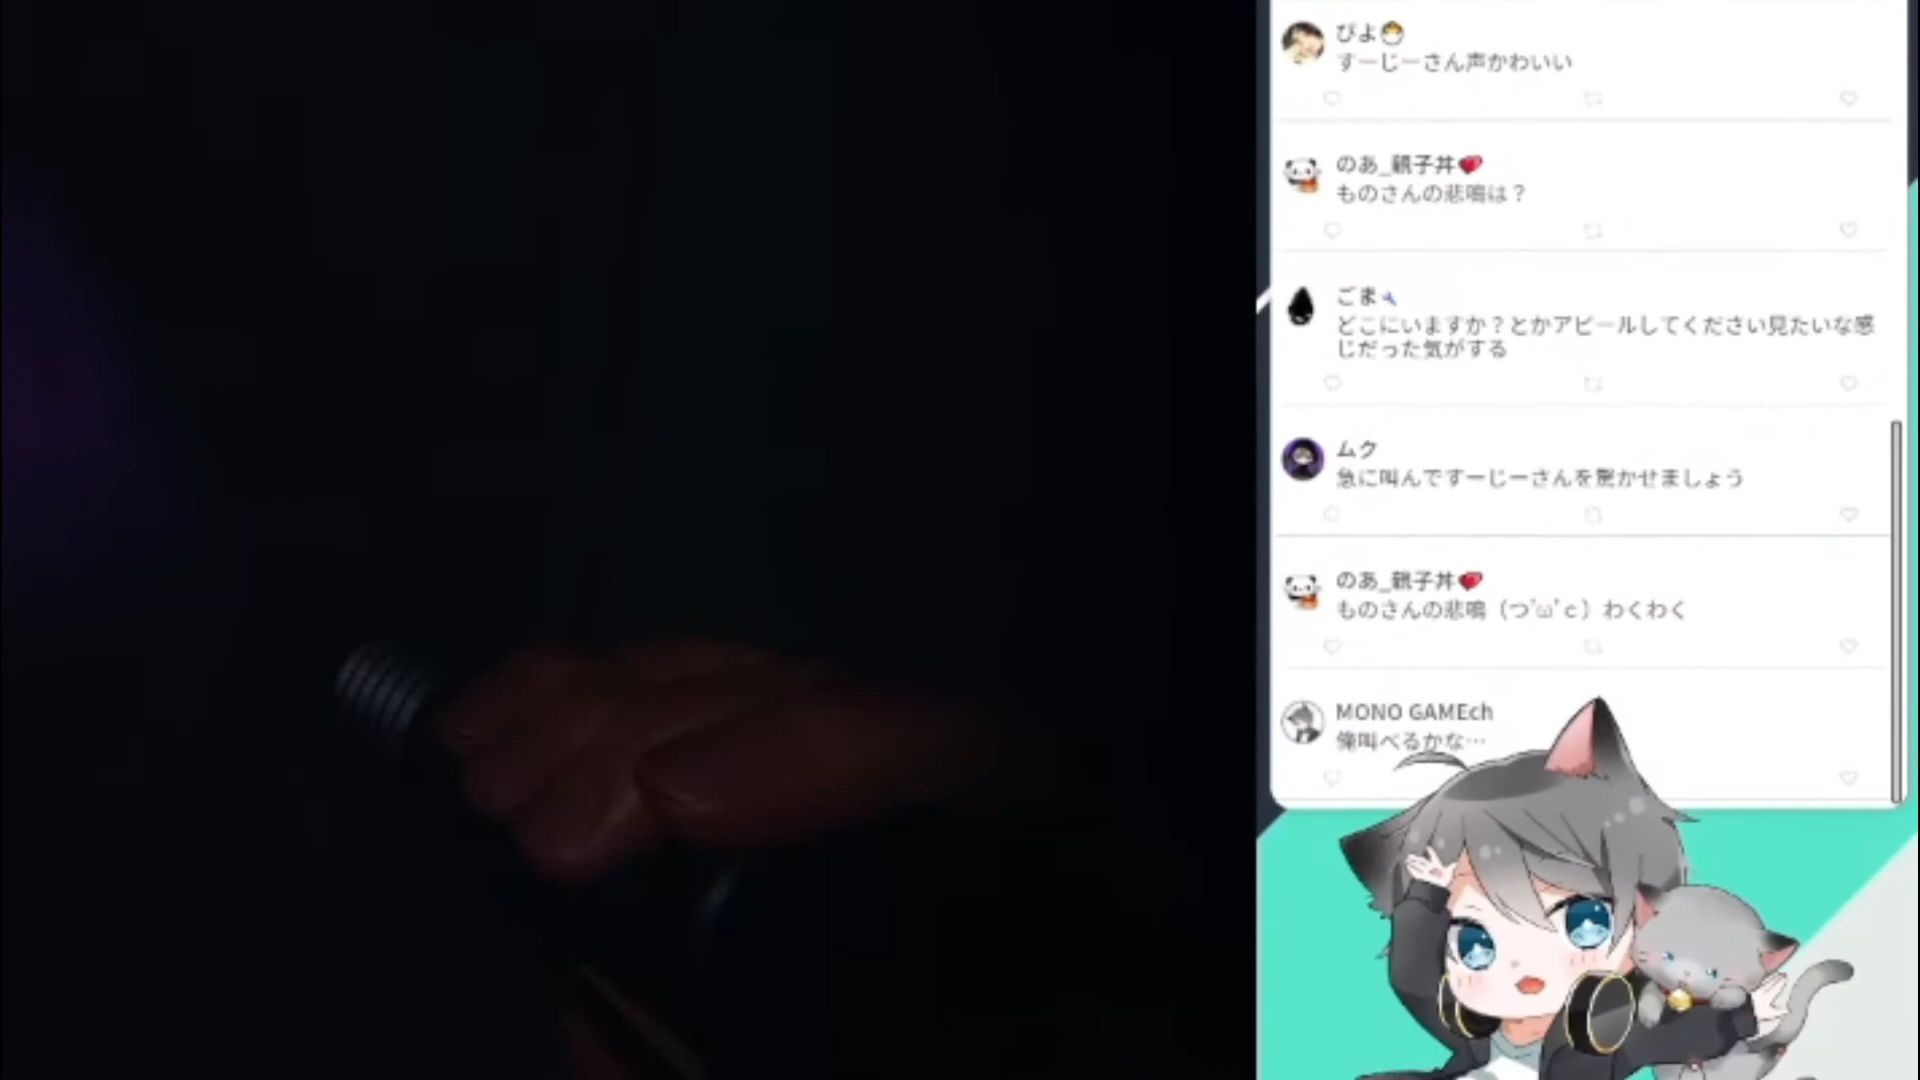 ぴよ🐣
すーじーさん声かわいい
のあ_親子丼❤
ものさんの悲鳴は？
ごま
どこにいますか？とかアピールしてください見たいな感
じだった気がする
ムク
急に叫んですーじーさんを驚かせましょう
のあ_親子丼❤
ものさんの悲鳴（つ'ω'ｃ）わくわく
MONO GAMEch
俺叫べるかな…